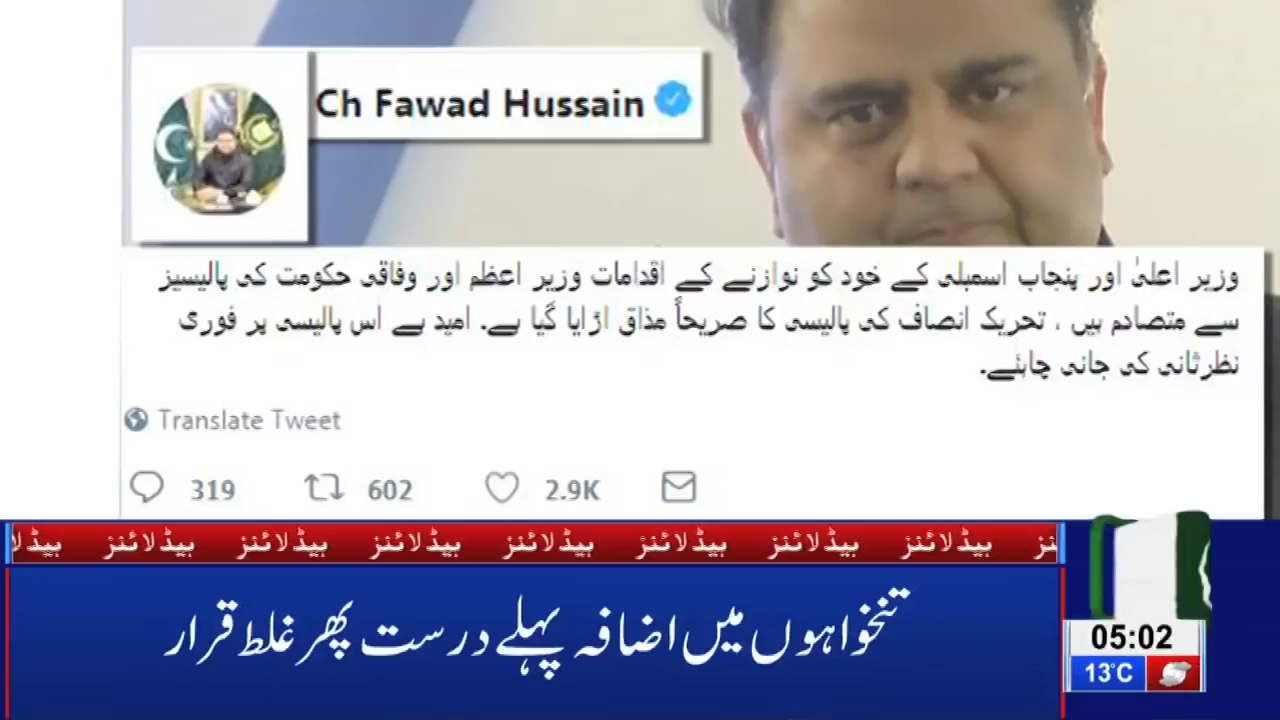 Ch Fawad Hussain
وزیر اعلیٰ اور پنجاب اسمبلی کے خود کو نوازنے کے اقدامات وزیر اعظم اور وفاقی حکومت کی پالیسیز
سے متصادم ہیں ، تحریک انصاف کی پالیسی کا صریحاً مذاق اڑایا گیا ہے۔ امید ہے اس پالیسی پر فوری
نظرثانی کی جانی چاہئے۔
Translate Tweet
319 602 2.9K
ہیڈلائنز ہیڈلائنز ہیڈلائنز ہیڈلائنز ہیڈلائنز ہیڈلائنز ہیڈلائنز
تنخواہوں میں اضافہ پہلے درست پھر غلط قرار
05:02
13°C